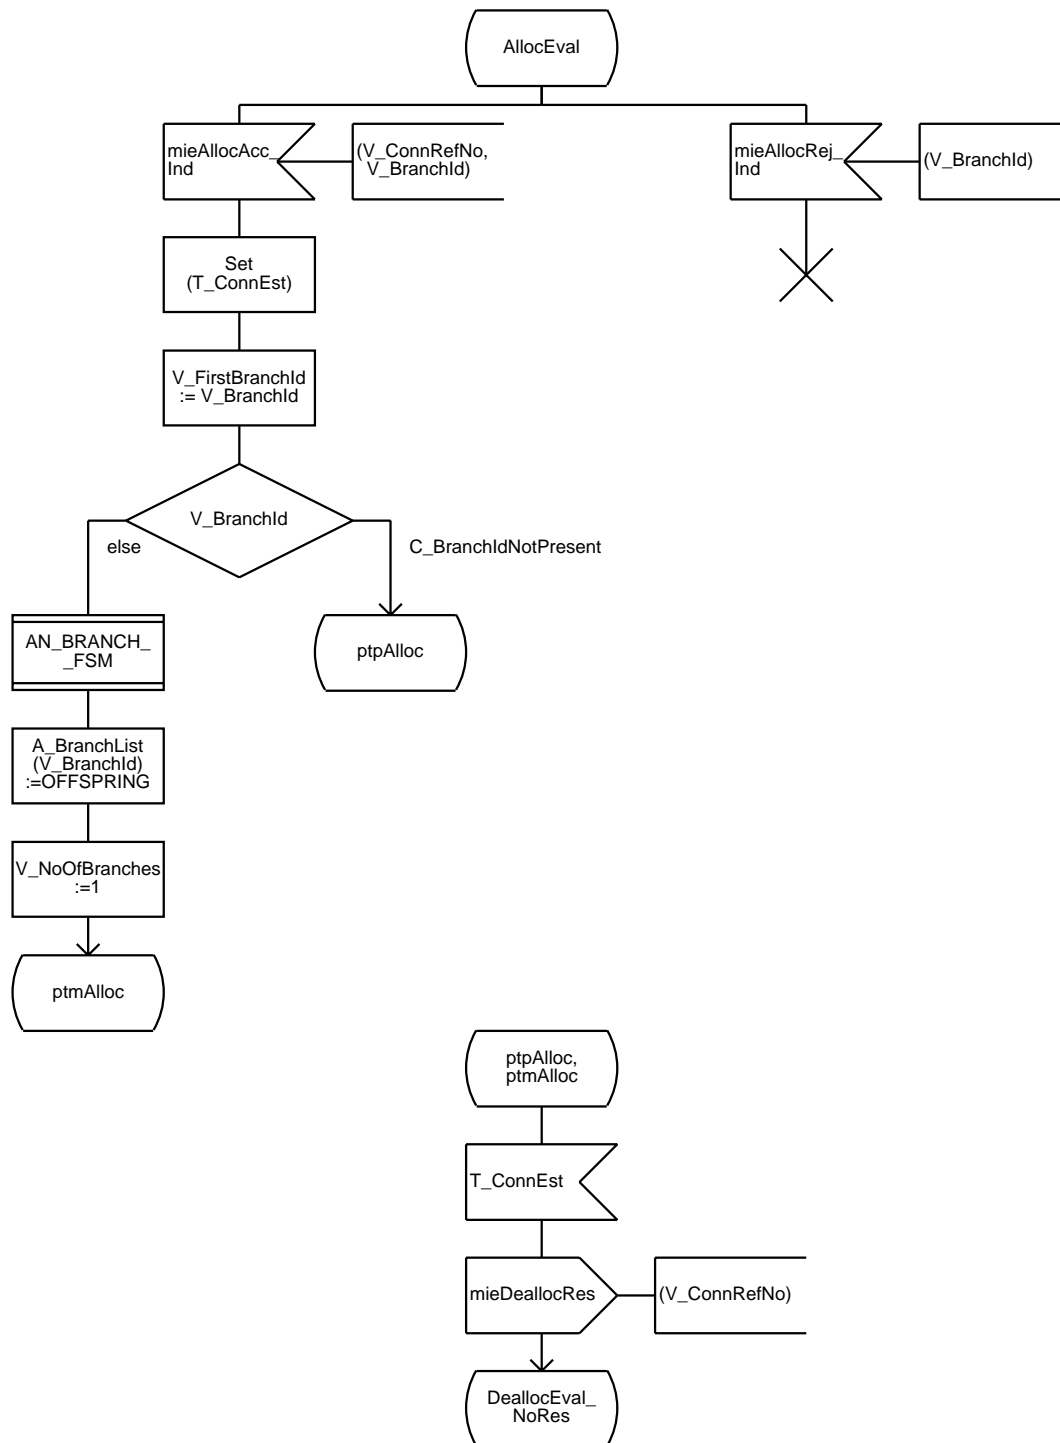 AllocEval
mieAllocAcc_
Ind
(V_ConnRefNo,
V_BranchId)
mieAllocRej_
Ind
(V_BranchId)
Set
(T_ConnEst)
V_FirstBranchId
:= V_BranchId
V_BranchId
else
C_BranchIdNotPresent
AN_BRANCH_
_FSM
ptpAlloc
A_BranchList
(V_BranchId)
:=OFFSPRING
V_NoOfBranches
:=1
ptmAlloc
ptpAlloc,
ptmAlloc
T_ConnEst
mieDeallocRes
(V_ConnRefNo)
DeallocEval_
NoRes